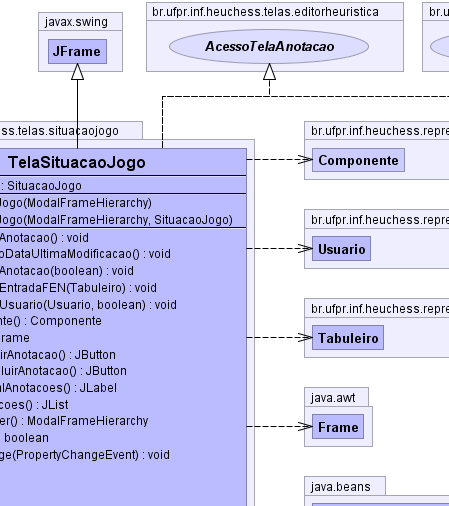 javax.swing
JFrame
br.ufpr.inf.heuchess.telas.editorheuristica
AcessoTelaAnotacao
br.u
ess.telas.situacaojogo
TelaSituacaoJogo
: SituacaoJogo
Jogo(ModalFrameHierarchy)
Jogo(ModalFrameHierarchy, SituacaoJogo)
Anotacao() : void
oDataUltimaModificacao() : void
Anotacao(boolean) : void
EntradaFEN(Tabuleiro) : void
Usuario(Usuario, boolean) : void
nte() : Componente
rame
irAnotacao() : JButton
cluirAnotacao() : JButton
alAnotacoes() : JLabel
acoes() : JList
er() : ModalFrameHierarchy
boolean
ge(PropertyChangeEvent) : void
br.ufpr.inf.heuchess.repre
Componente
br.ufpr.inf.heuchess.repre
Usuario
br.ufpr.inf.heuchess.repre
Tabuleiro
java.awt
Frame
java.beans